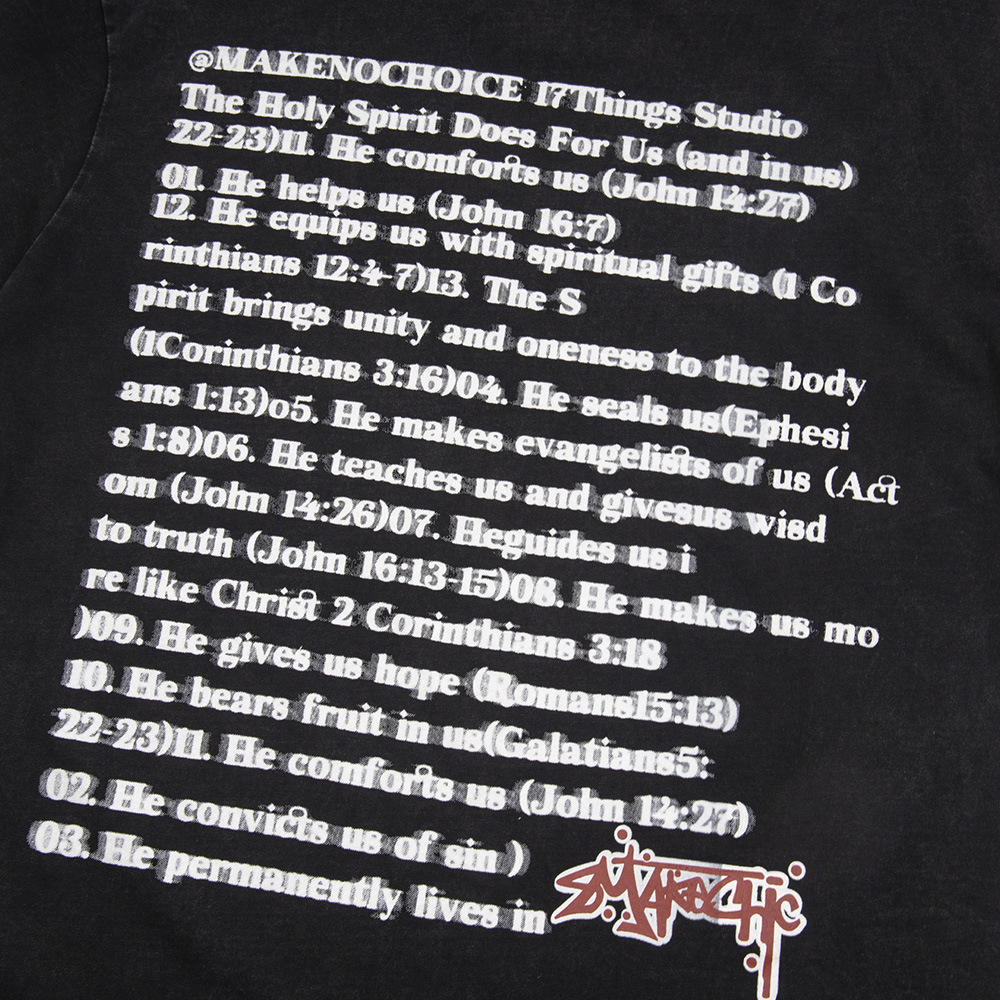 @MAKENOCHOICE 17Things Studio
The Holy Spirit Does For Us (and in us)
22-23)11. He comforts us (John 14:27)
01. He helps us (John 16:7)
12. He equips us with spiritual gifts (1 Co
rinthians 12:4-7)13. The S
pirit brings unity and oneness to the body
(1Corinthians 3:16)04. He seals us(Ephesi
ans 1:13)o5. He makes evangelists of us (Act
s 1:8)06. He teaches us and givesus wisd
om (John 14:26)07. Heguides us i
to truth (John 16:13-15)08. He makes us mo
re like Christ 2 Corinthians 3:18
)09. He gives us hope (Romans15:13)
10. He bears fruit in us(Galatians5:
22-23)11. He comforts us (John 14:27)
02. He convicts us of sin )
03. He permanently lives in